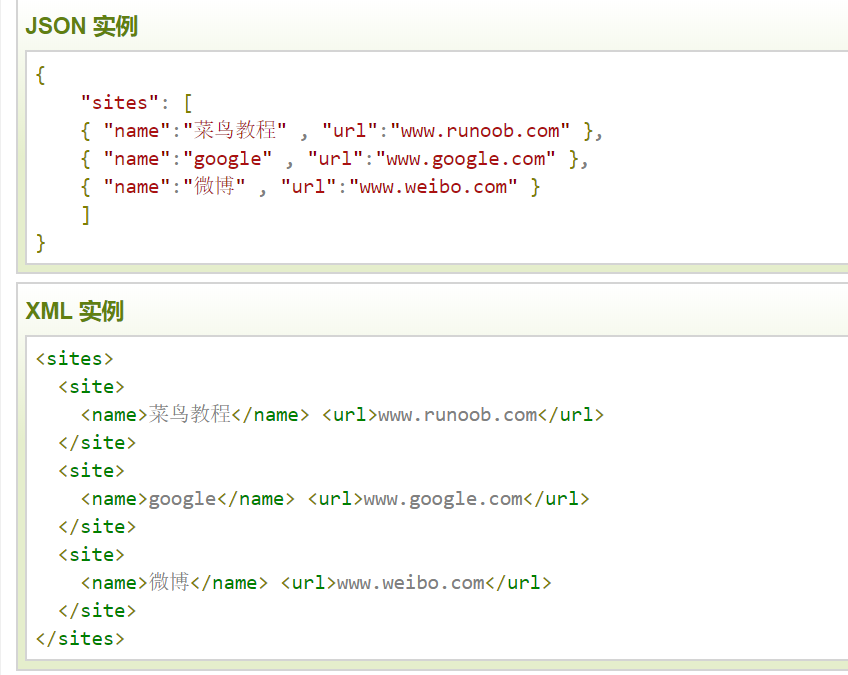 JSON 实例
{
    "sites": [
    { "name":"菜鸟教程" , "url":"www.runoob.com" },
    { "name":"google" , "url":"www.google.com" },
    { "name":"微博" , "url":"www.weibo.com" }
    ]
}
XML 实例
<sites>
  <site>
    <name>菜鸟教程</name> <url>www.runoob.com</url>
  </site>
  <site>
    <name>google</name> <url>www.google.com</url>
  </site>
  <site>
    <name>微博</name> <url>www.weibo.com</url>
  </site>
</sites>